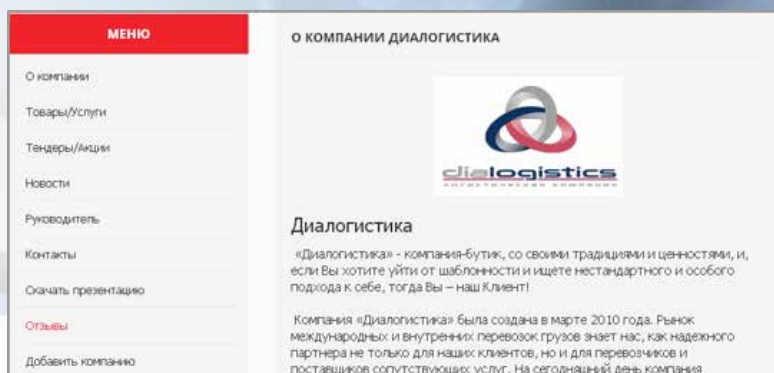 МЕНЮ
О компании
Товары/Услуги
Тендеры/Акции
Новости
Руководитель
Контакты
Скачать презентацию
Отзывы
Добавить компанию
О КОМПАНИИ ДИАЛОГИСТИКА
dialogistics
логистическая компания
Диалогистика
«Диалогистика» - компания-бутик, со своими традициями и ценностями, и,
если Вы хотите уйти от шаблонности и ищете нестандартного и особого
подхода к себе, тогда Вы – наш Клиент!
Компания «Диалогистика» была создана в марте 2010 года. Рынок
международных и внутренних перевозок грузов знает нас, как надежного
партнера не только для наших клиентов, но и для перевозчиков и
поставщиков сопутствующих услуг. На сегодняшний день компания